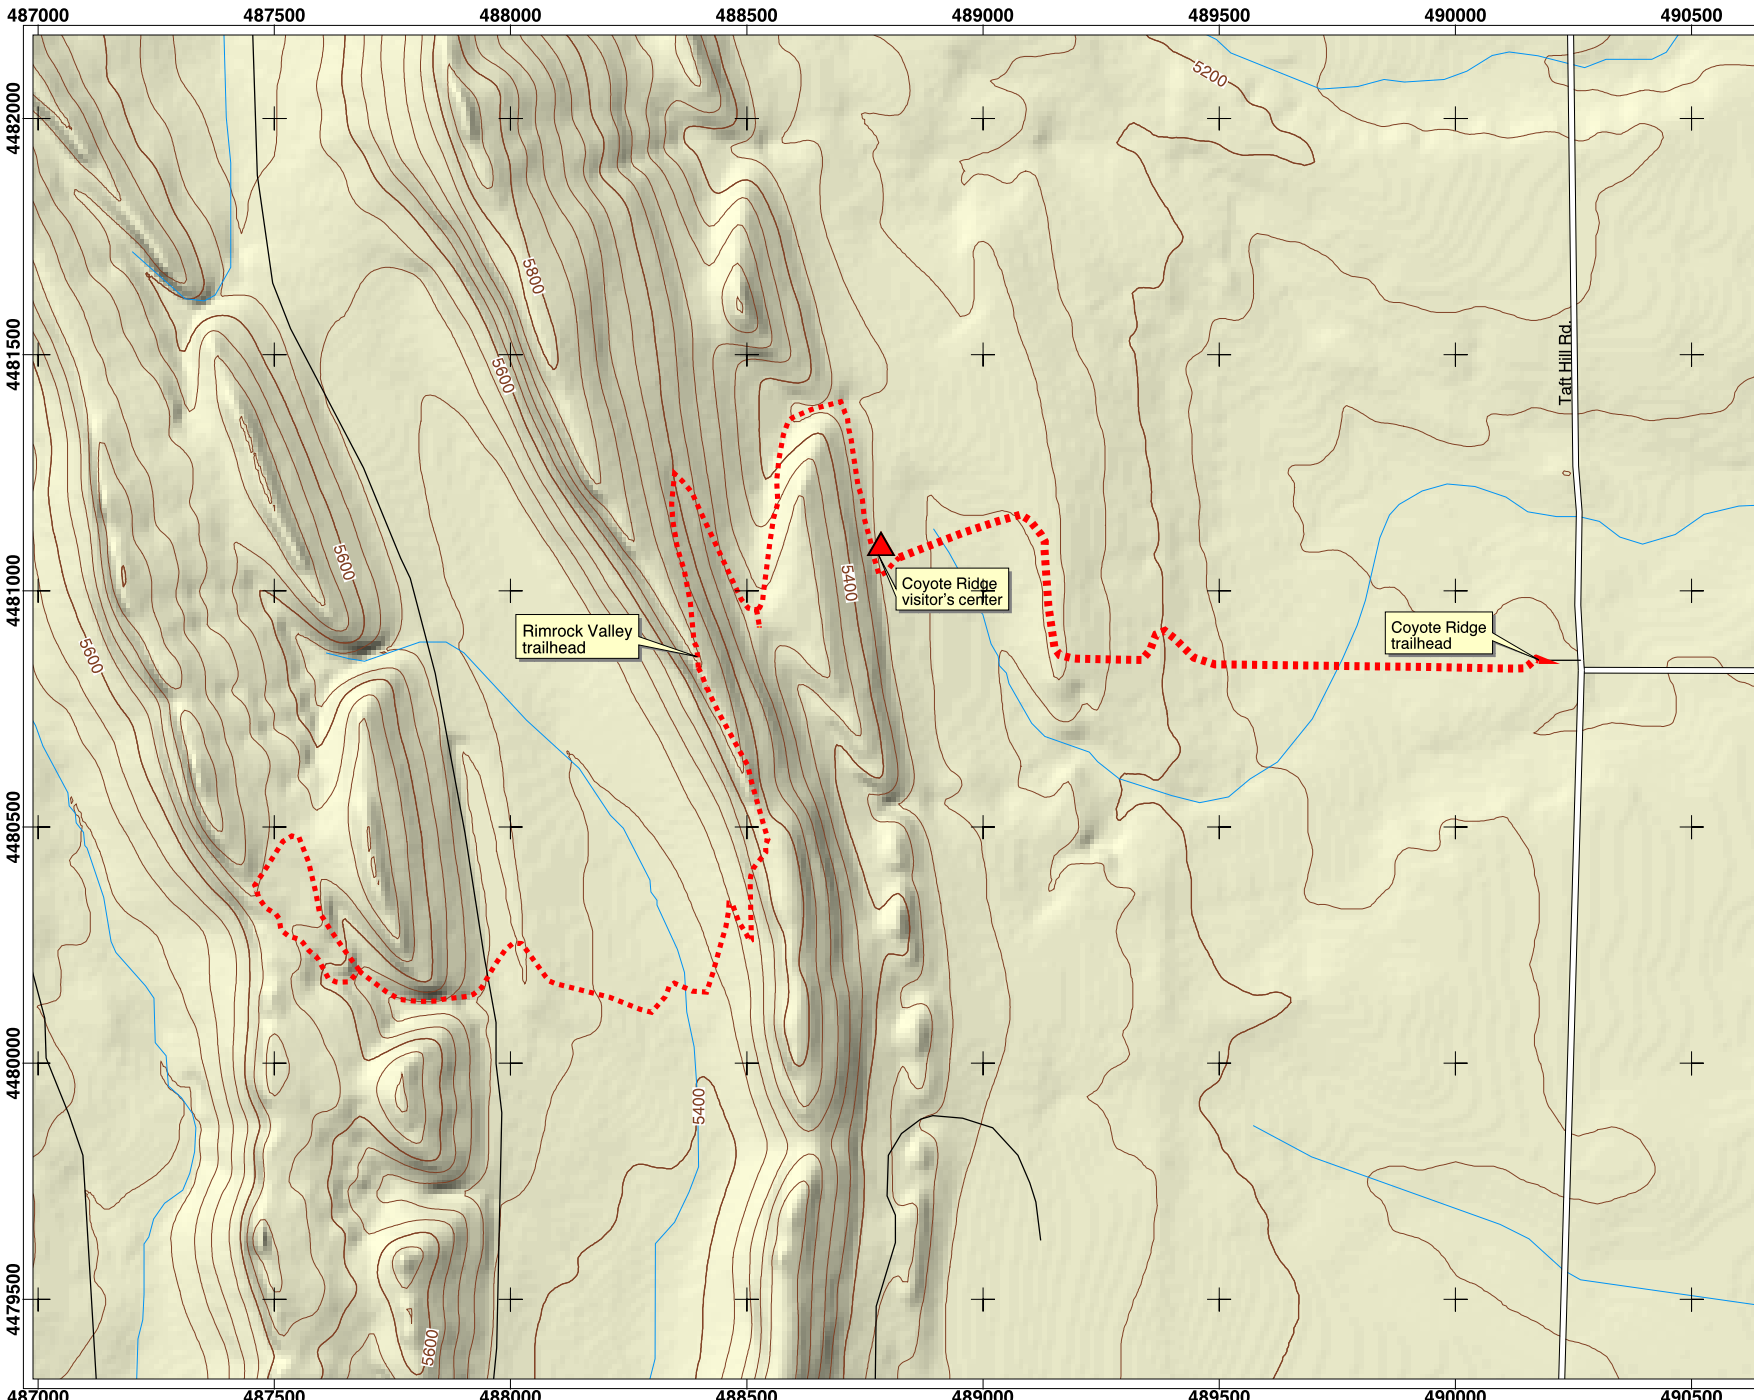 487000 487500 488000 488500 489000 489500 490000 490500
4482000
5200
5800
4481500
5600
Taft Hill Rd.
5600
5400
4481000
Coyote Ridge
visitor's center
Rimrock Valley
trailhead
Coyote Ridge
trailhead
5600
4480500
4480000
5400
4479500
5600
487000 487500 488000 488500 489000 489500 490000 490500